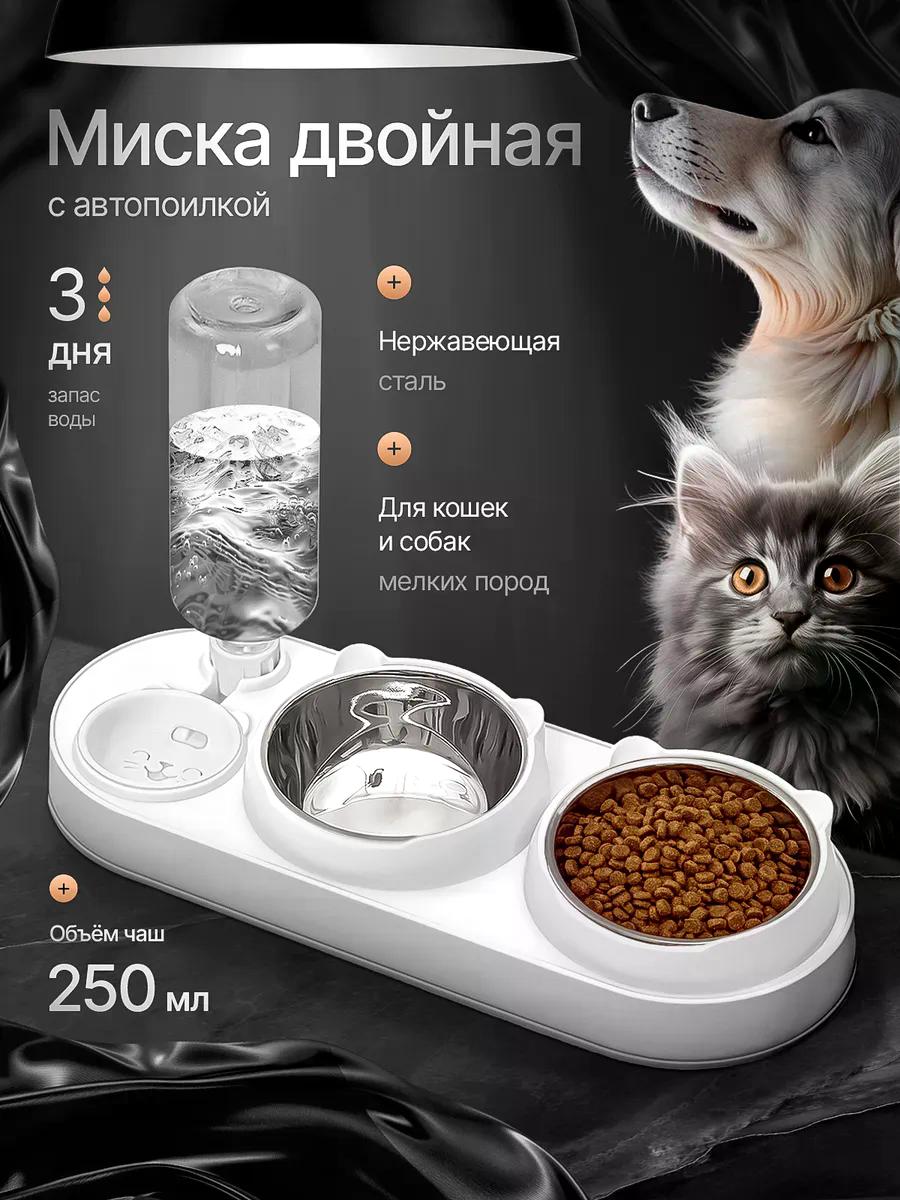 Миска двойная
с автопоилкой
3
дня
запас
воды
Нержавеющая
сталь
Для кошек
и собак
мелких пород
Объём чаш
250 мл